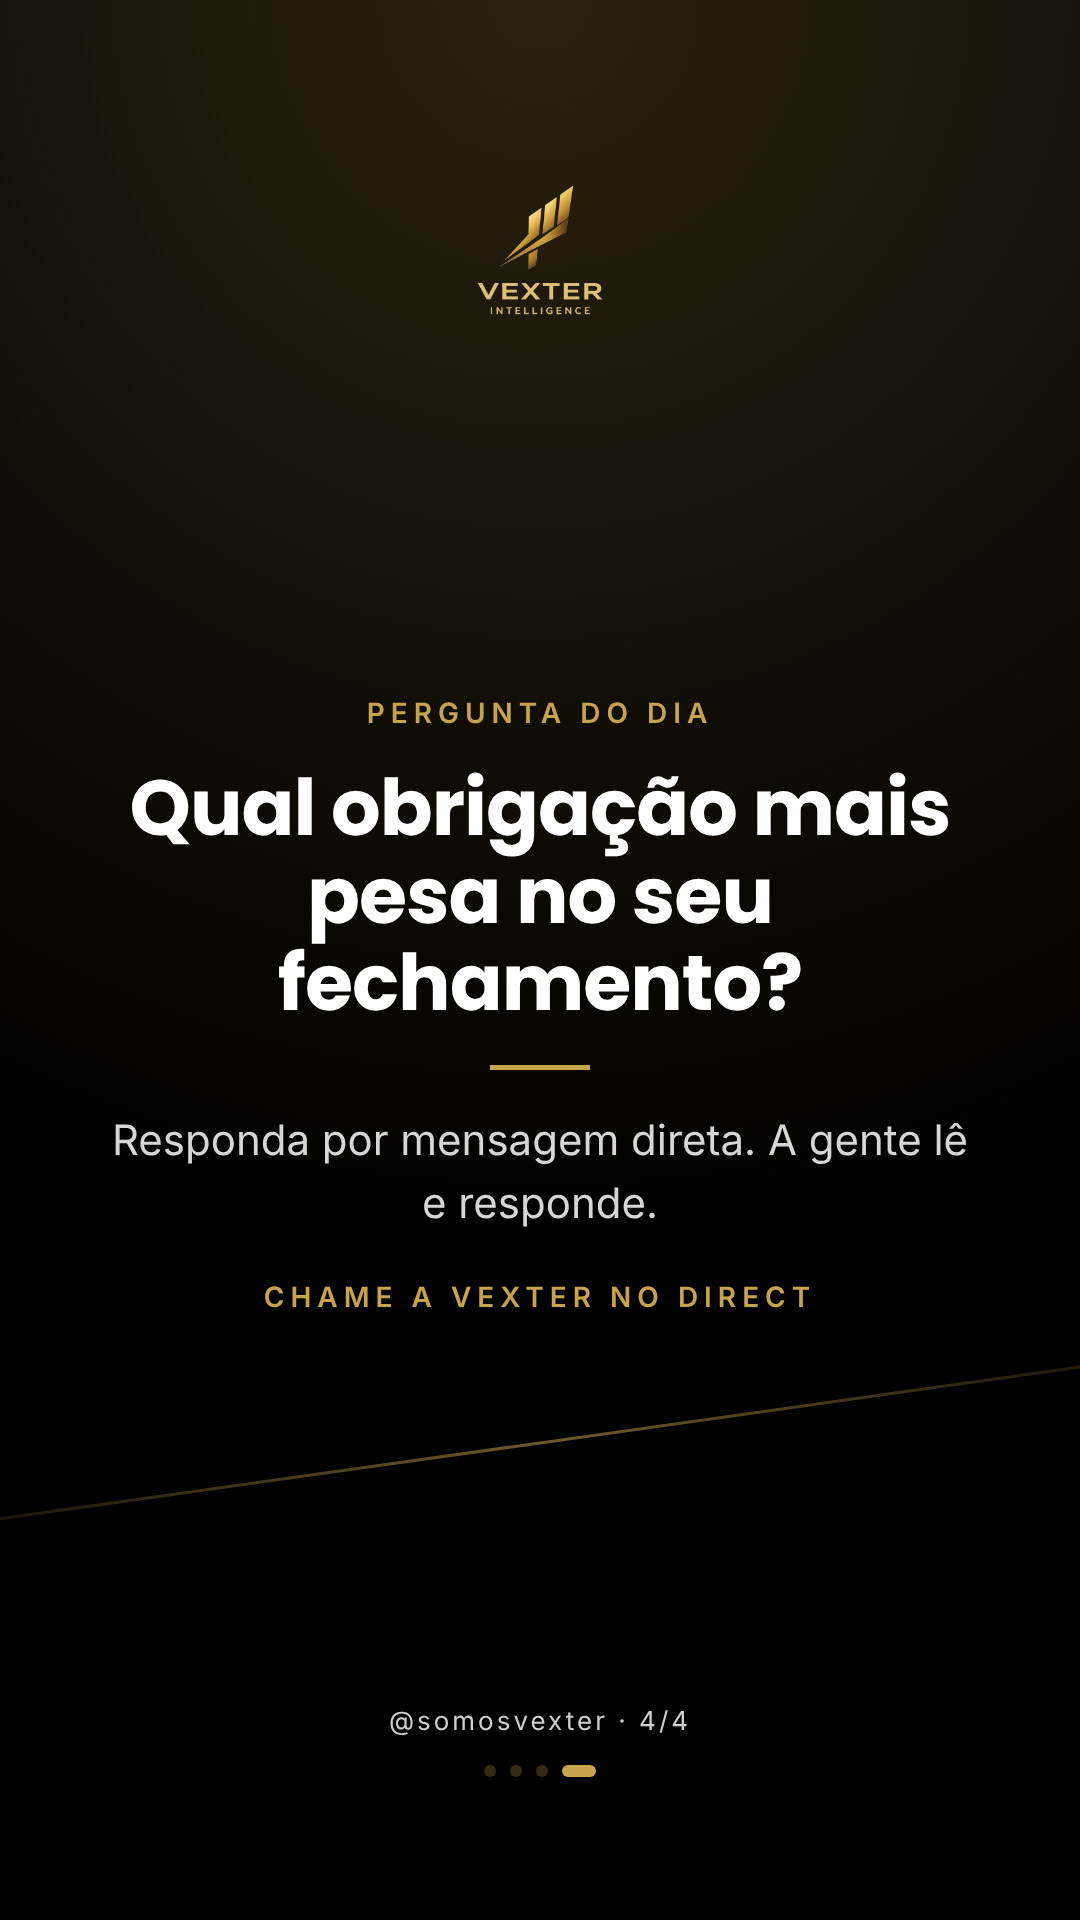 VEXTER
INTELLIGENCE
PERGUNTA DO DIA
Qual obrigação mais
pesa no seu
fechamento?
Responda por mensagem direta. A gente lê
e responde.
CHAME A VEXTER NO DIRECT
@somosvexter · 4/4